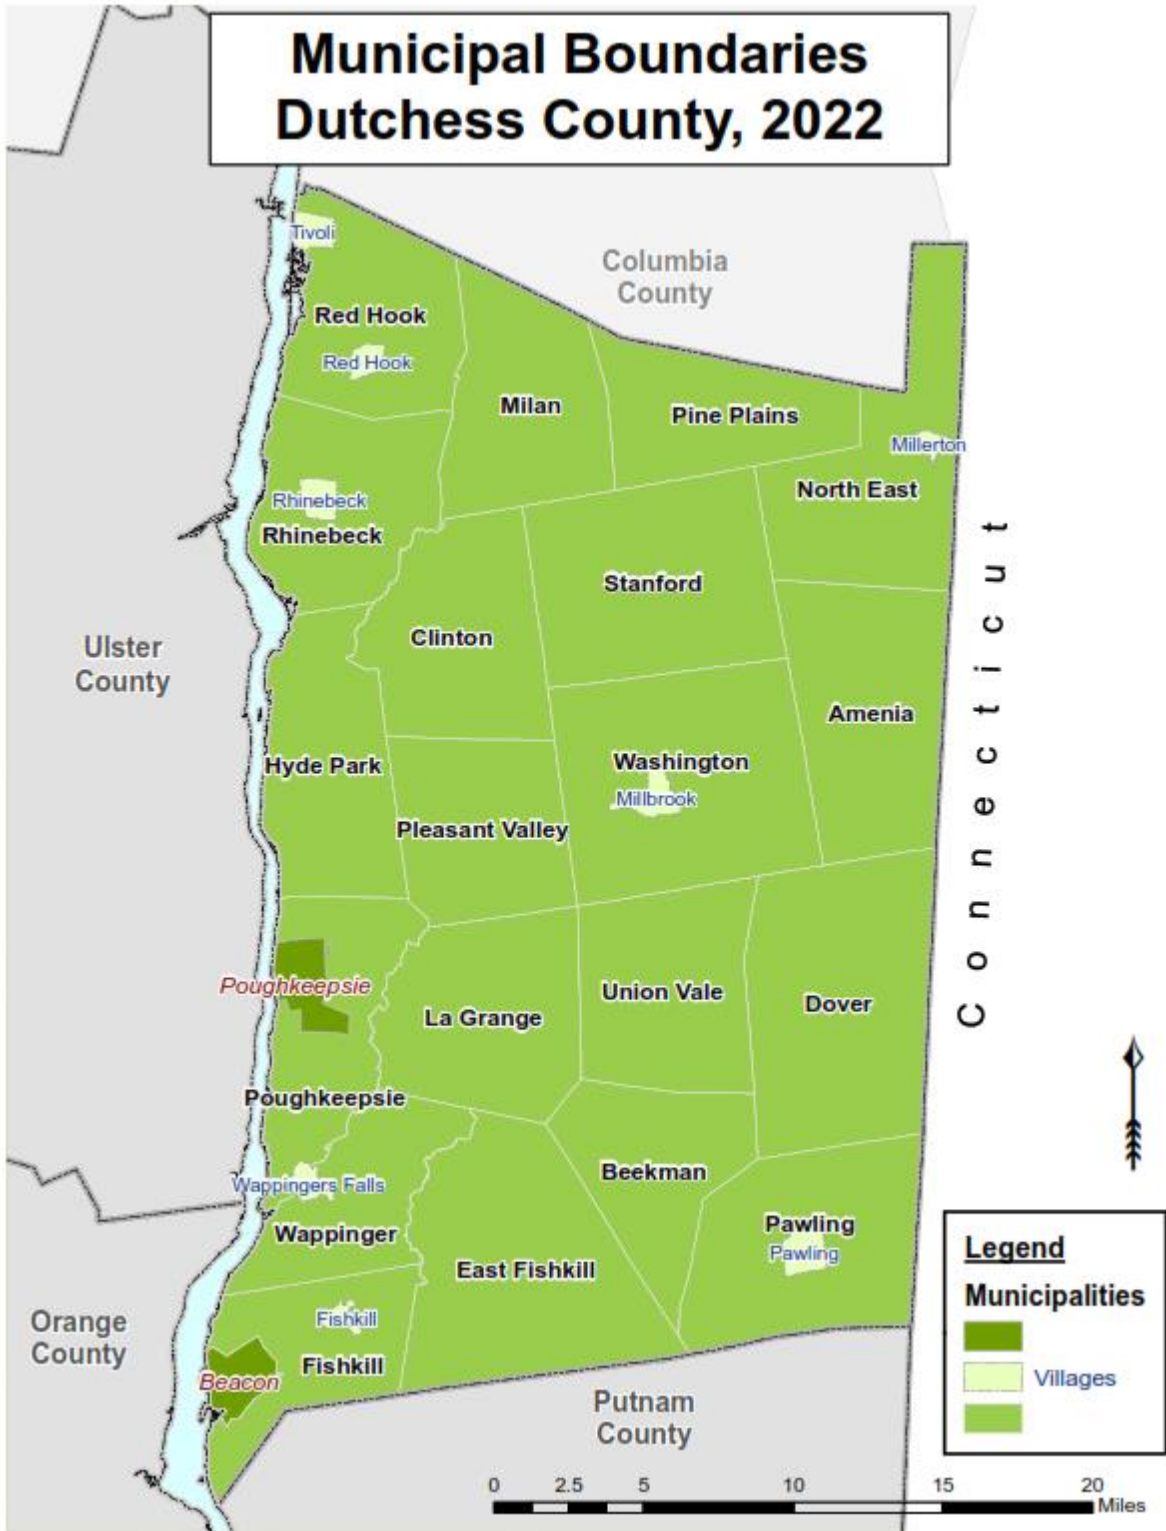 Municipal Boundaries
Dutchess County, 2022
Tivoli
Columbia
County
Red Hook
Red Hook
Milan
Pine Plains
Millerton
North East
Rhinebeck
Rhinebeck
Stanford
Clinton
Ulster
County
Connecticut
Amenia
Hyde Park
Washington
Millbrook
Pleasant Valley
Poughkeepsie
Union Vale
Dover
La Grange
Poughkeepsie
Beekman
Wappingers Falls
Wappinger
Pawling
Pawling
East Fishkill
Orange
County
Fishkill
Fishkill
Beacon
Putnam
County
Legend
Municipalities
Villages
0 2.5 5 10 15 20
Miles